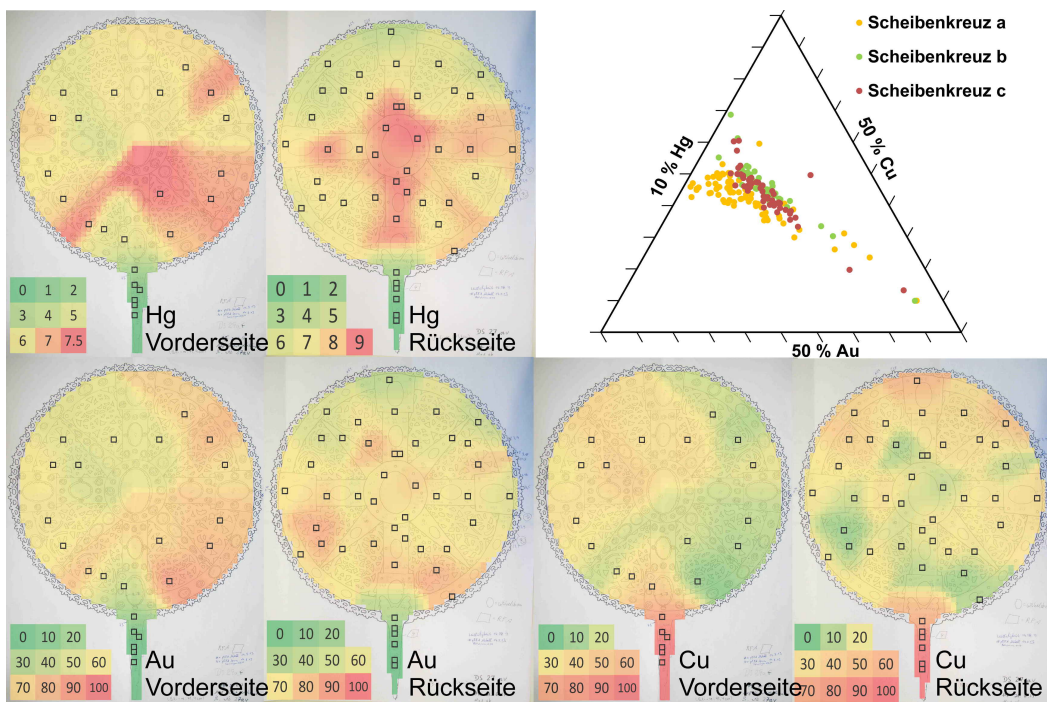 Scheibenkreuz a
Scheibenkreuz b
Scheibenkreuz c
10 % Hg
50 % Cu
50 % Au
0 1 2
3 4 5
6 7 7.5
Hg
Vorderseite
0 1 2
3 4 5
6 7 8 9
Hg
Rückseite
0 10 20
30 40 50 60
70 80 90 100
Au
Vorderseite
0 10 20
30 40 50 60
70 80 90 100
Au
Rückseite
0 10 20
30 40 50 60
70 80 90 100
Cu
Vorderseite
0 10 20
30 40 50 60
70 80 90 100
Cu
Rückseite